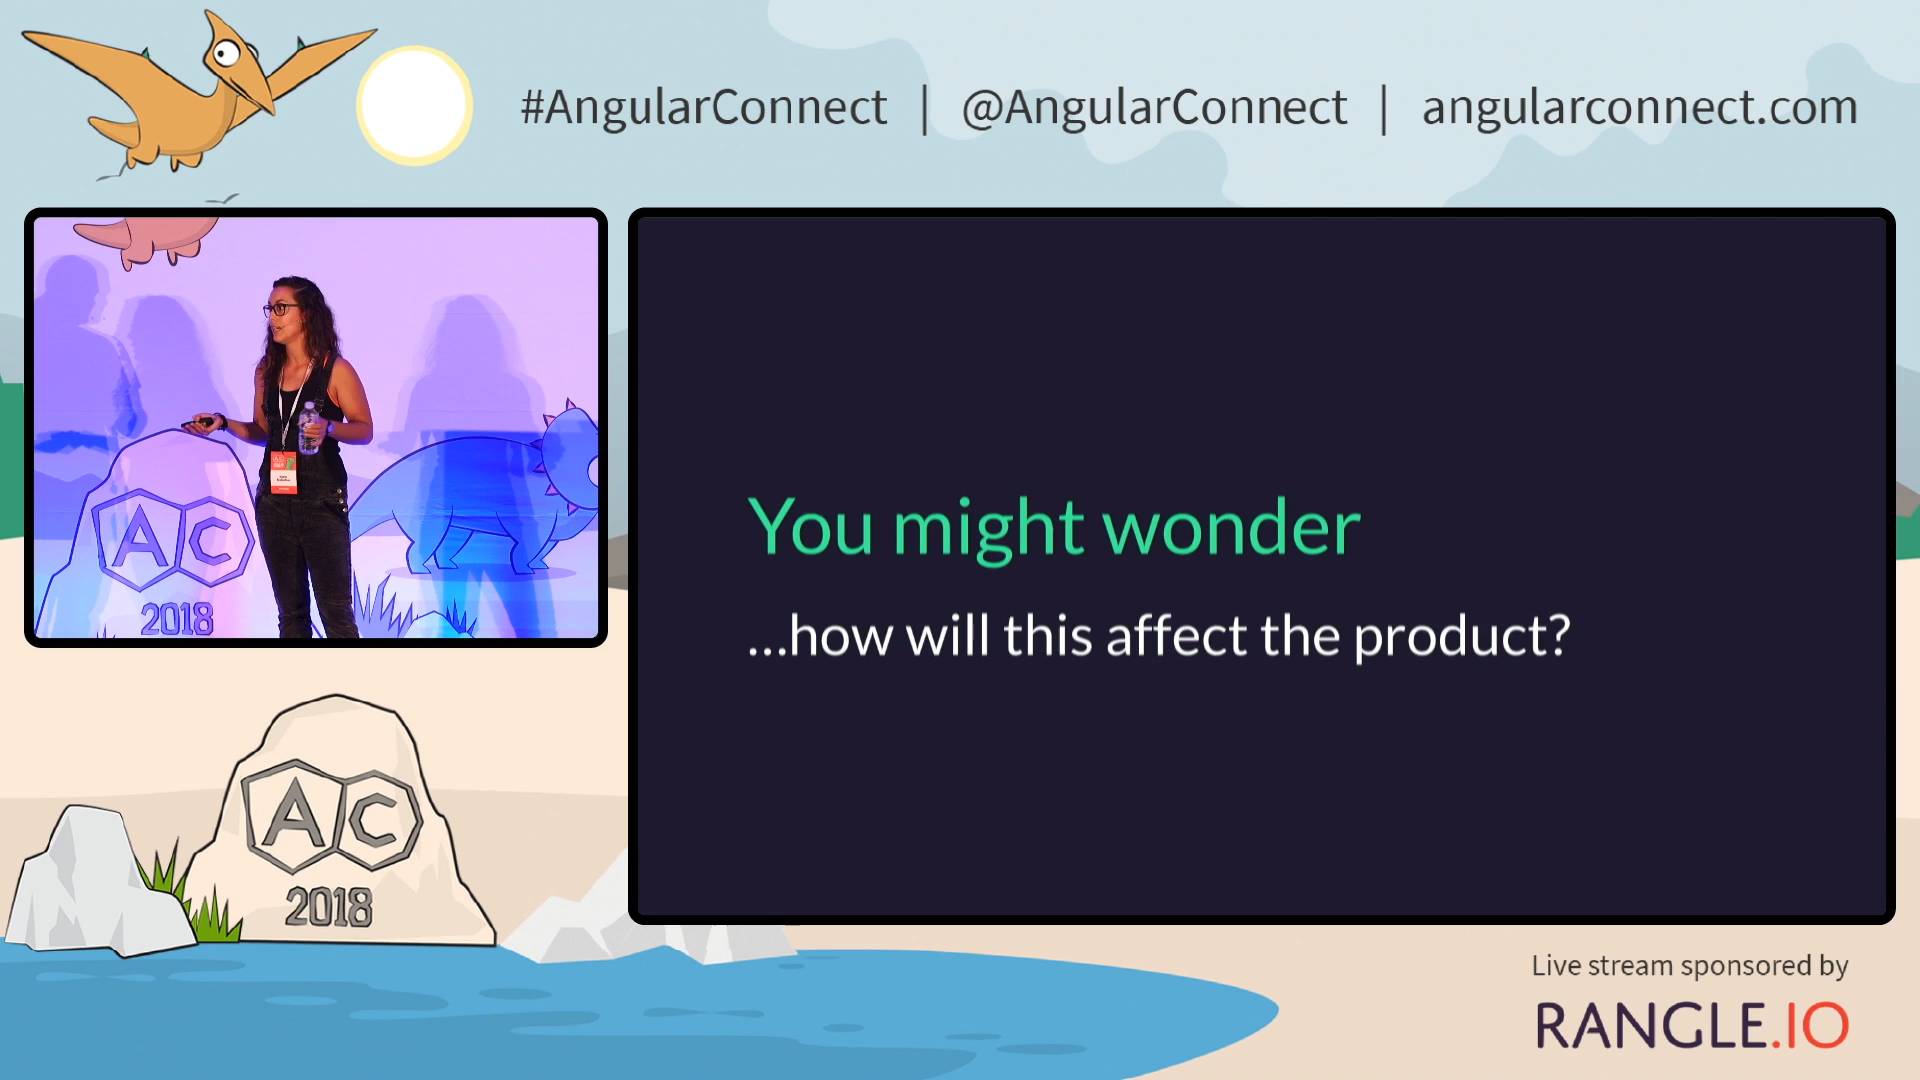 #AngularConnect | @AngularConnect | angularconnect.com
AC
2018
You might wonder
...how will this affect the product?
AC
2018
Live stream sponsored by
RANGLE.IO